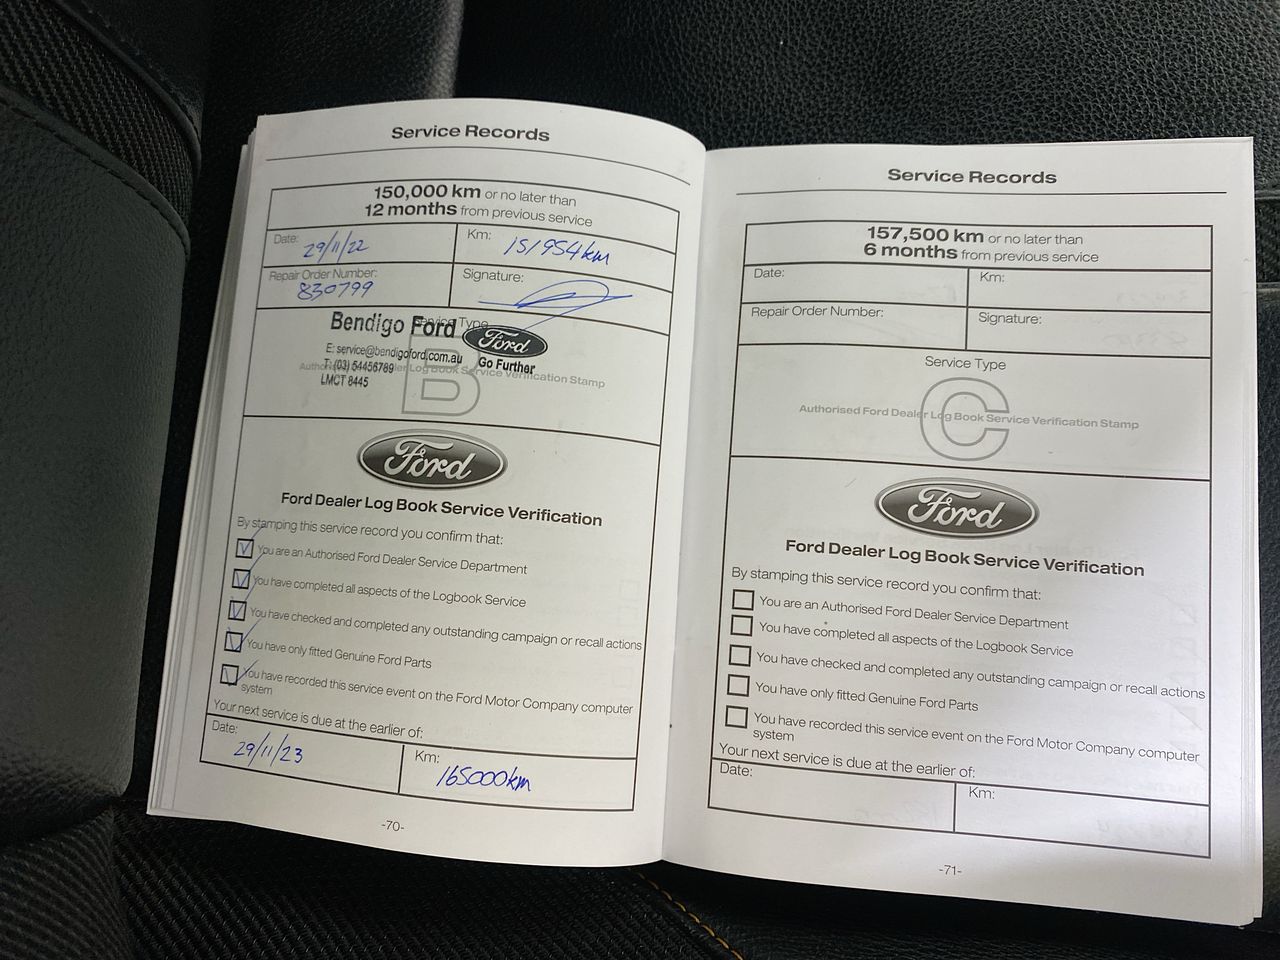 Service Records
150,000 km or no later than
12 months from previous service
Date: 29/11/22
Km: 151954km
Repair Order Number: 830799
Signature:
Service Type
B
Bendigo Ford
Ford
E: service@bendigoford.com.au
Go Further
T: (03) 54456789
LMCT 8445
Authorised Ford Dealer Log Book Service Verification Stamp
Ford
Ford Dealer Log Book Service Verification
By stamping this service record you confirm that:
You are an Authorised Ford Dealer Service Department
You have completed all aspects of the Logbook Service
You have checked and completed any outstanding campaign or recall actions
You have only fitted Genuine Ford Parts
You have recorded this service event on the Ford Motor Company computer
system
Your next service is due at the earlier of:
Date: 29/11/23
Km: 165000km
-70-
Service Records
157,500 km or no later than
6 months from previous service
Date:
Km:
Repair Order Number:
Signature:
Service Type
C
Authorised Ford Dealer Log Book Service Verification Stamp
Ford
Ford Dealer Log Book Service Verification
By stamping this service record you confirm that:
You are an Authorised Ford Dealer Service Department
You have completed all aspects of the Logbook Service
You have checked and completed any outstanding campaign or recall actions
You have only fitted Genuine Ford Parts
You have recorded this service event on the Ford Motor Company computer
system
Your next service is due at the earlier of:
Date:
Km:
-71-